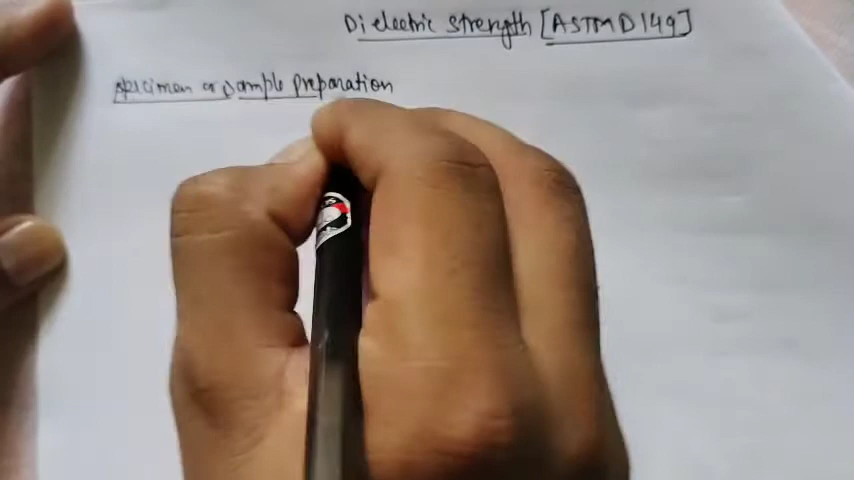 Dielectric strength [ASTM D149]
specimen or sample preparation